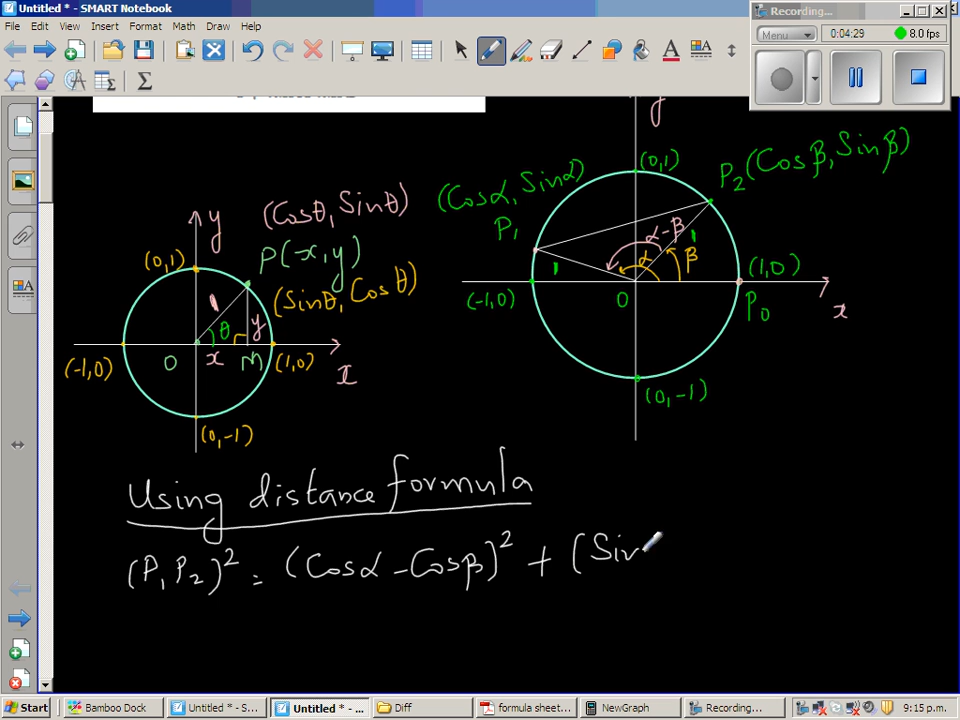 Untitled * - SMART Notebook
File Edit View Insert Format Math Draw Help
Recording...
Menu
0:04:29
8.0 fps
y
(0,1)
P2(Cosβ, Sinβ)
(Cosα, Sinα)
P1
α-β
1
α
1
β
(1,0)
(-1,0)
O
P0
x
(0,-1)
y
(Cosθ, Sinθ)
(0,1)
P(x,y)
(Sinθ, Cosθ)
1
θ
y
(-1,0)
O
x
M
(1,0)
x
(0,-1)
Using distance formula
(P1P2)² = (Cosα - Cosβ)² + (Sin
Start
Bamboo Dock
Untitled * - S...
Untitled * - ...
Diff
formula sheet...
NewGraph
Recording...
9:15 p.m.